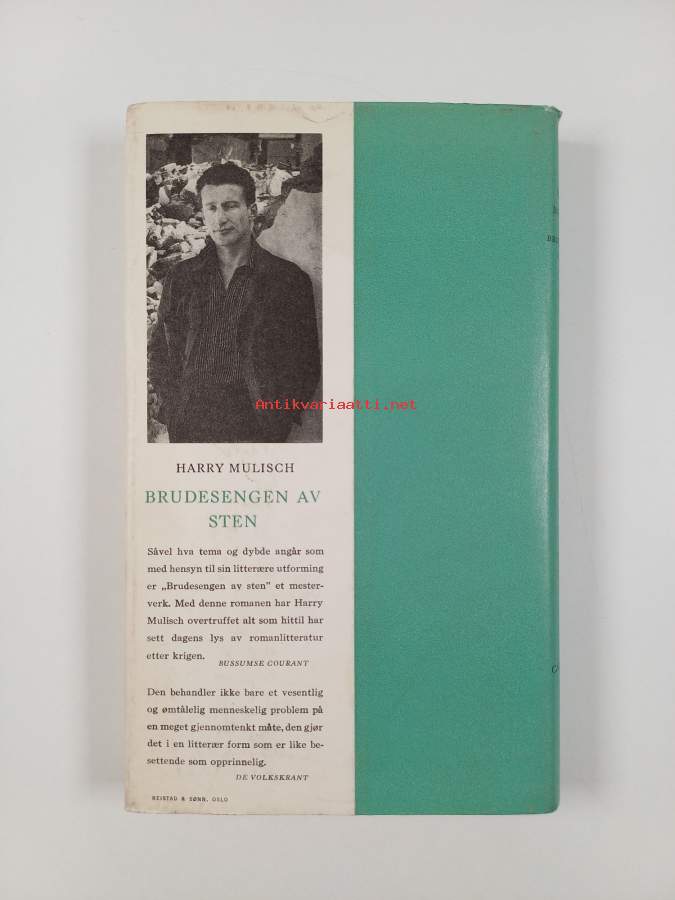 Antikvariaatti.net
HARRY MULISCH
BRUDESENGEN AV
STEN
Såvel hva tema og dybde angår som
med hensyn til sin litterære utforming
er „Brudesengen av sten" et mester-
verk. Med denne romanen har Harry
Mulisch overtruffet alt som hittil har
sett dagens lys av romanlitteratur
etter krigen.
BUSSUMSE COURANT
Den behandler ikke bare et vesentlig
og ømtålelig menneskelig problem på
en meget gjennomtenkt måte, den gjør
det i en litterær form som er like be-
settende som opprinnelig.
DE VOLKSKRANT
REISTAD & SØNN, OSLO